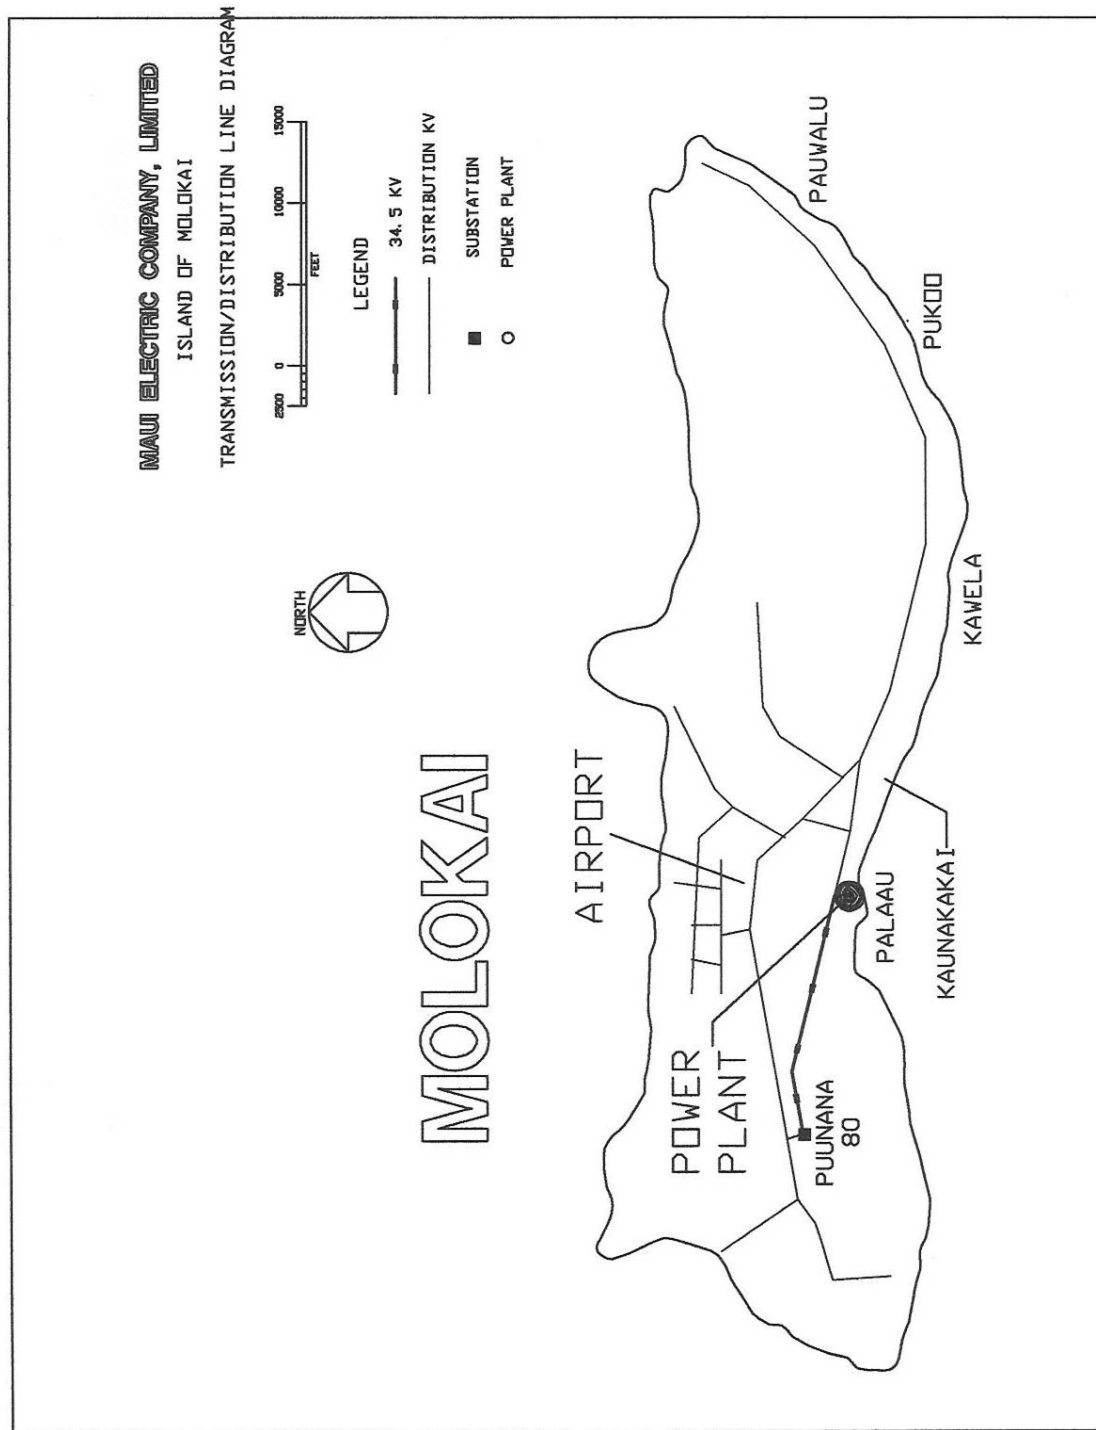 MAUI ELECTRIC COMPANY, LIMITED
ISLAND OF MOLOKAI
TRANSMISSION/DISTRIBUTION LINE DIAGRAM
2500 0 5000 10000 15000
FEET
LEGEND
34.5 KV
DISTRIBUTION KV
SUBSTATION
POWER PLANT
NORTH
MOLOKAI
AIRPORT
POWER
PLANT
PUUNANA
80
PALAAU
KAUNAKAKAI
KAWELA
PUKOO
PAUWALU